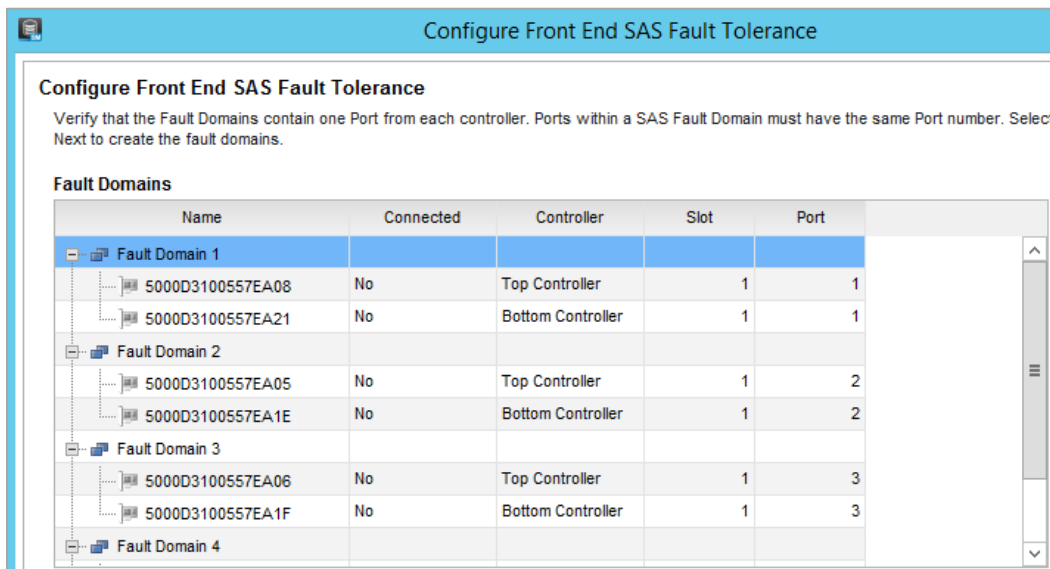 Configure Front End SAS Fault Tolerance
Configure Front End SAS Fault Tolerance
Verify that the Fault Domains contain one Port from each controller. Ports within a SAS Fault Domain must have the same Port number. Selec
Next to create the fault domains.
Fault Domains
Name Connected Controller Slot Port
Fault Domain 1
5000D3100557EA08 No Top Controller 1 1
5000D3100557EA21 No Bottom Controller 1 1
Fault Domain 2
5000D3100557EA05 No Top Controller 1 2
5000D3100557EA1E No Bottom Controller 1 2
Fault Domain 3
5000D3100557EA06 No Top Controller 1 3
5000D3100557EA1F No Bottom Controller 1 3
Fault Domain 4